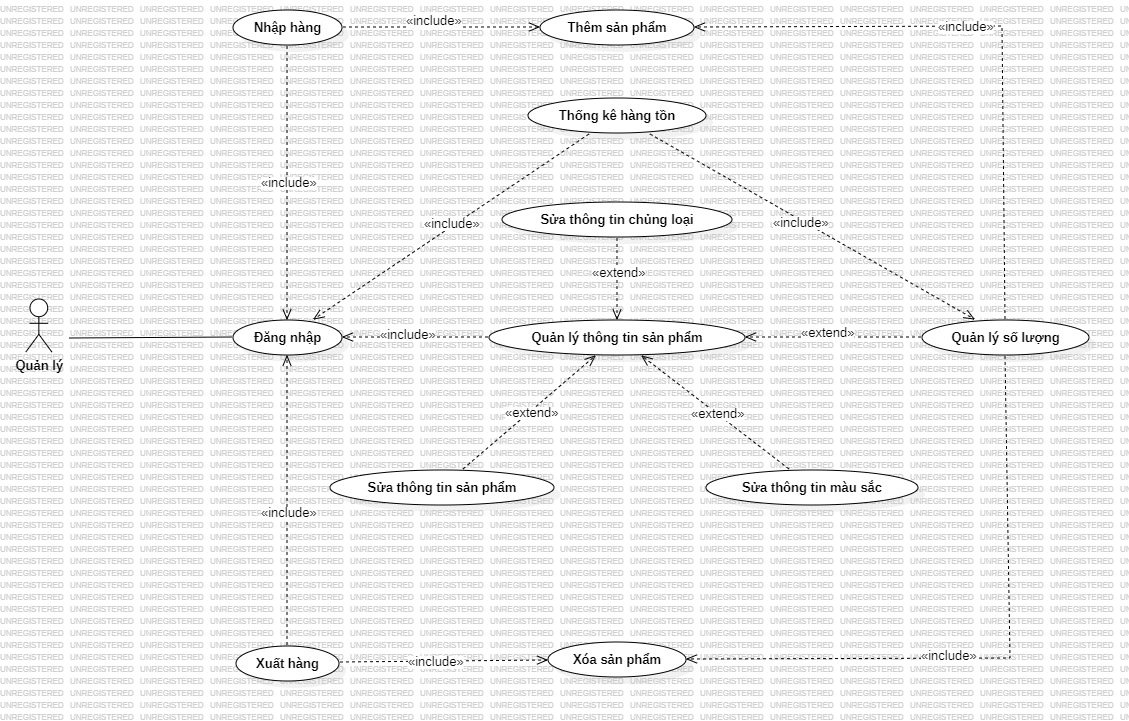 Nhập hàng
«include»
Thêm sản phẩm
«include»
Thống kê hàng tồn
«include»
Sửa thông tin chủng loại
«include»
«include»
«extend»
Quản lý
Đăng nhập
«include»
Quản lý thông tin sản phẩm
«extend»
Quản lý số lượng
«extend»
«extend»
Sửa thông tin sản phẩm
Sửa thông tin màu sắc
«include»
Xuất hàng
«include»
Xóa sản phẩm
«include»
UNREGISTERED